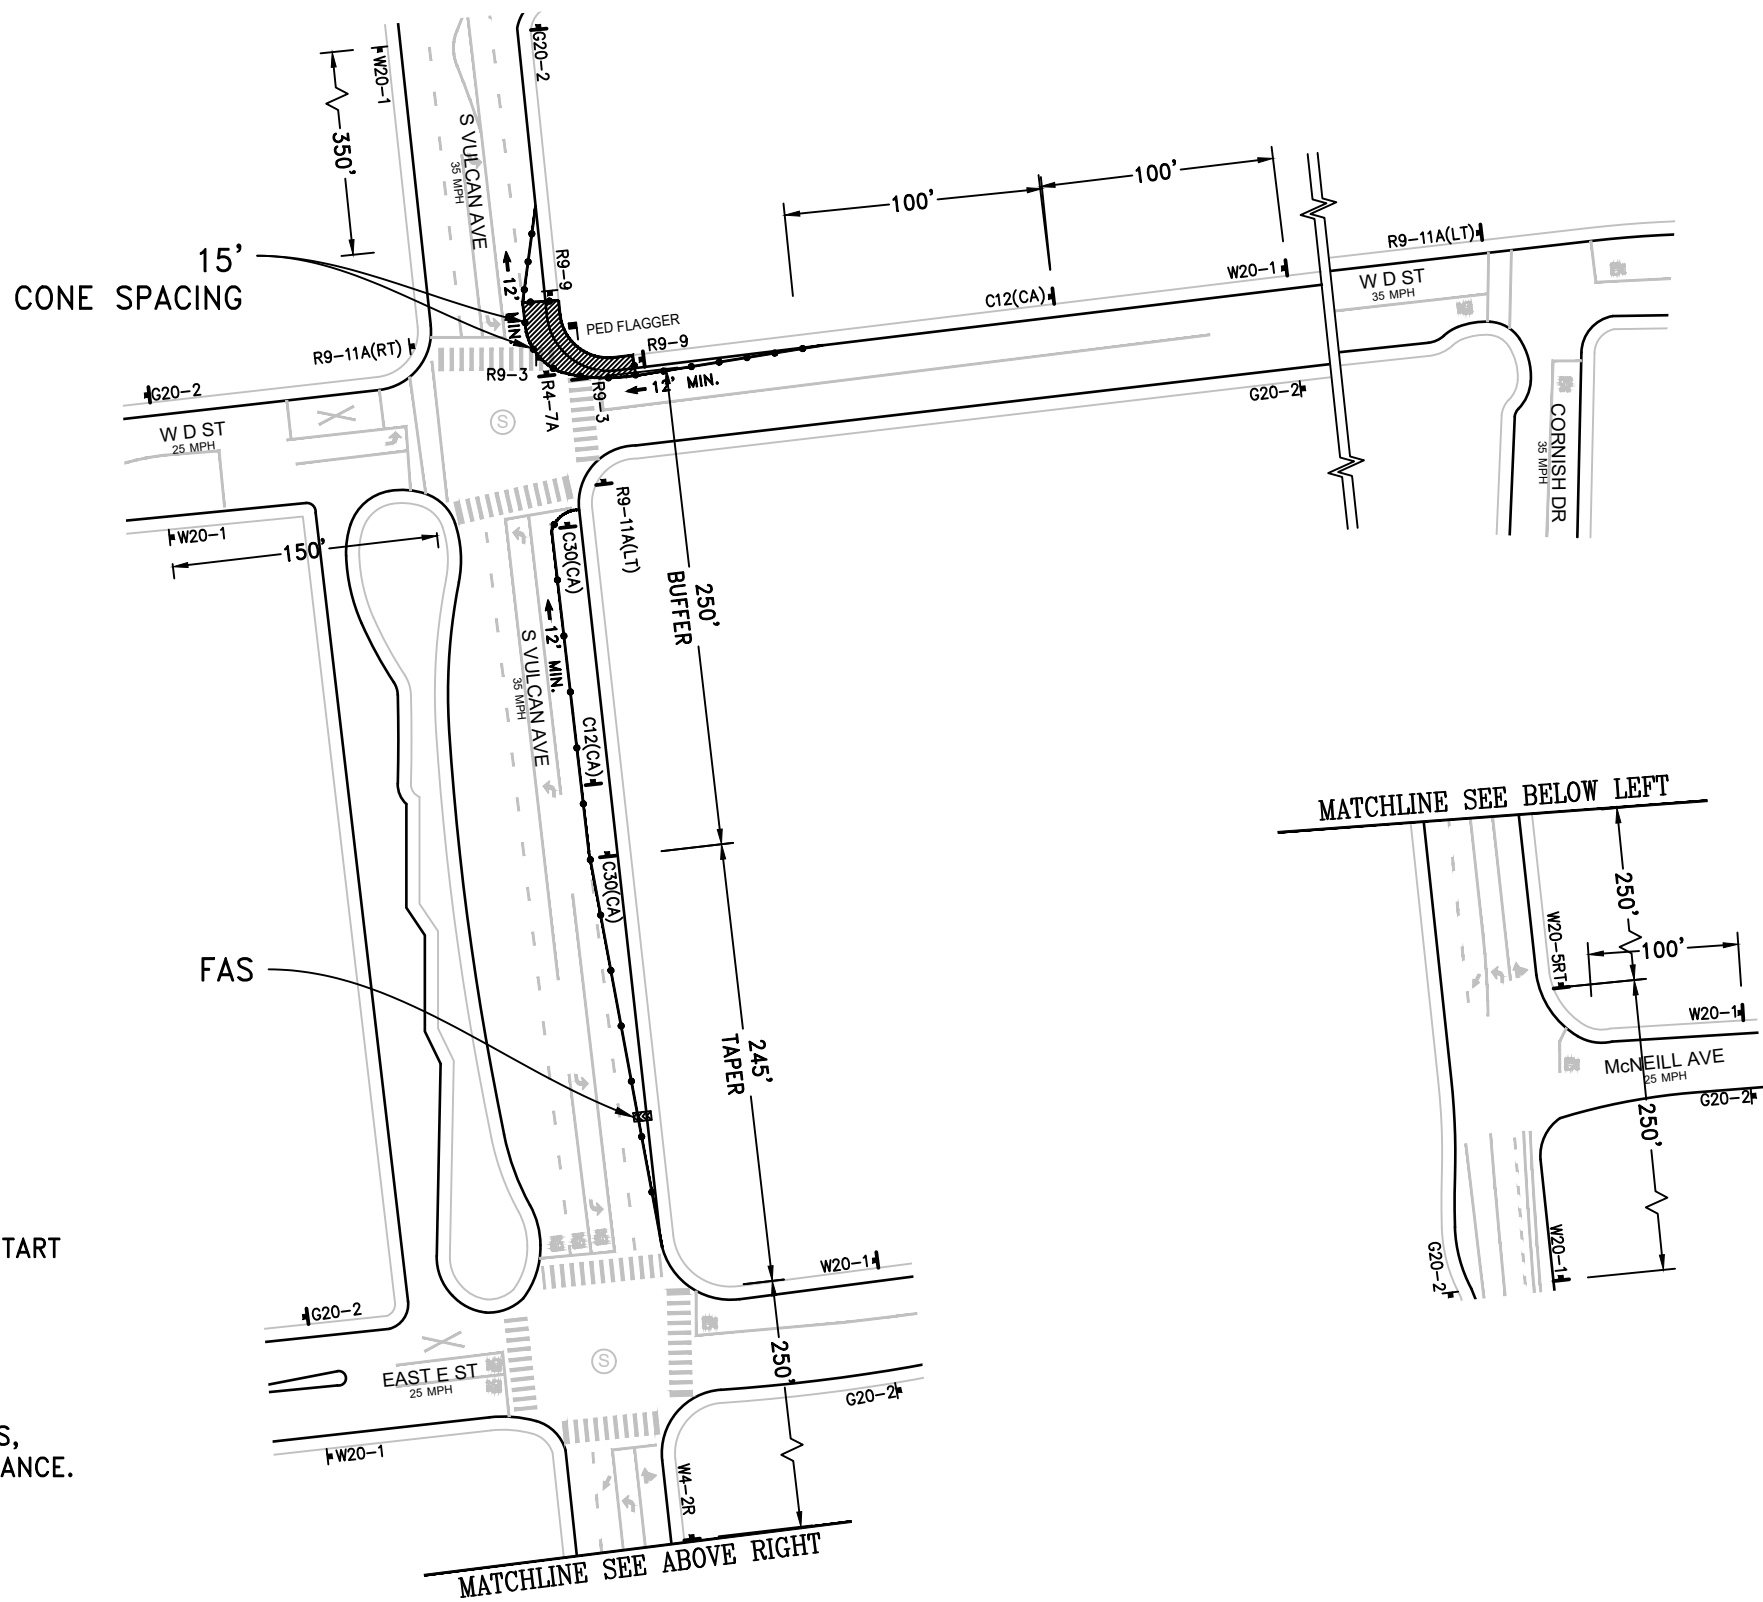 W20-1
G20-2
350'
S VULCAN AVE
35 MPH
15'
CONE SPACING
12' MIN.
R9-9
PED FLAGGER
R9-9
R9-11A(RT)
R9-3
R4-7A
R9-3
12' MIN.
100'
100'
C12(CA)
W20-1
R9-11A(LT)
W D ST
35 MPH
G20-2
CORNISH DR
35 MPH
G20-2
W D ST
25 MPH
S
W20-1
150'
R9-11A(LT)
C30(CA)
250'
BUFFER
12' MIN.
S VULCAN AVE
35 MPH
C12(CA)
C30(CA)
FAS
245'
TAPER
W20-1
TART
G20-2
EAST E ST
25 MPH
S
250'
G20-2
S,
ANCE.
W20-1
W4-2R
MATCHLINE SEE ABOVE RIGHT
MATCHLINE SEE BELOW LEFT
250'
W20-5RT
100'
W20-1
McNEILL AVE
25 MPH
G20-2
250'
G20-2
W20-1